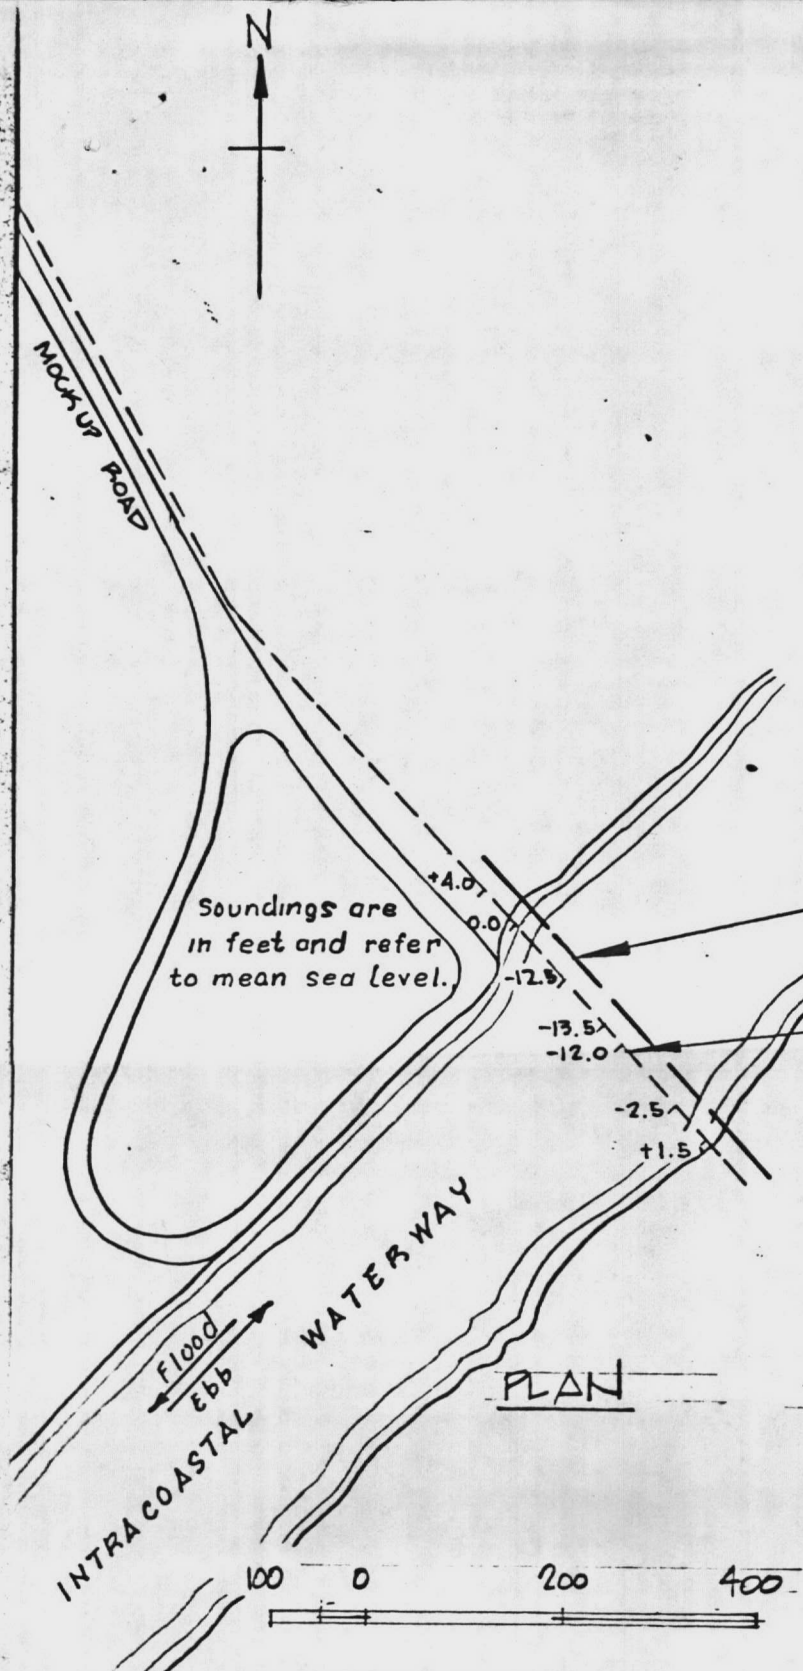 N
MOCKUP ROAD
Soundings are
in feet and refer
to mean sea level.
+4.0
0.0
-12.5
-13.5
-12.0
-2.5
+1.5
WATERWAY
Flood
Ebb
PLAN
INTRACOASTAL
100 0 200 400